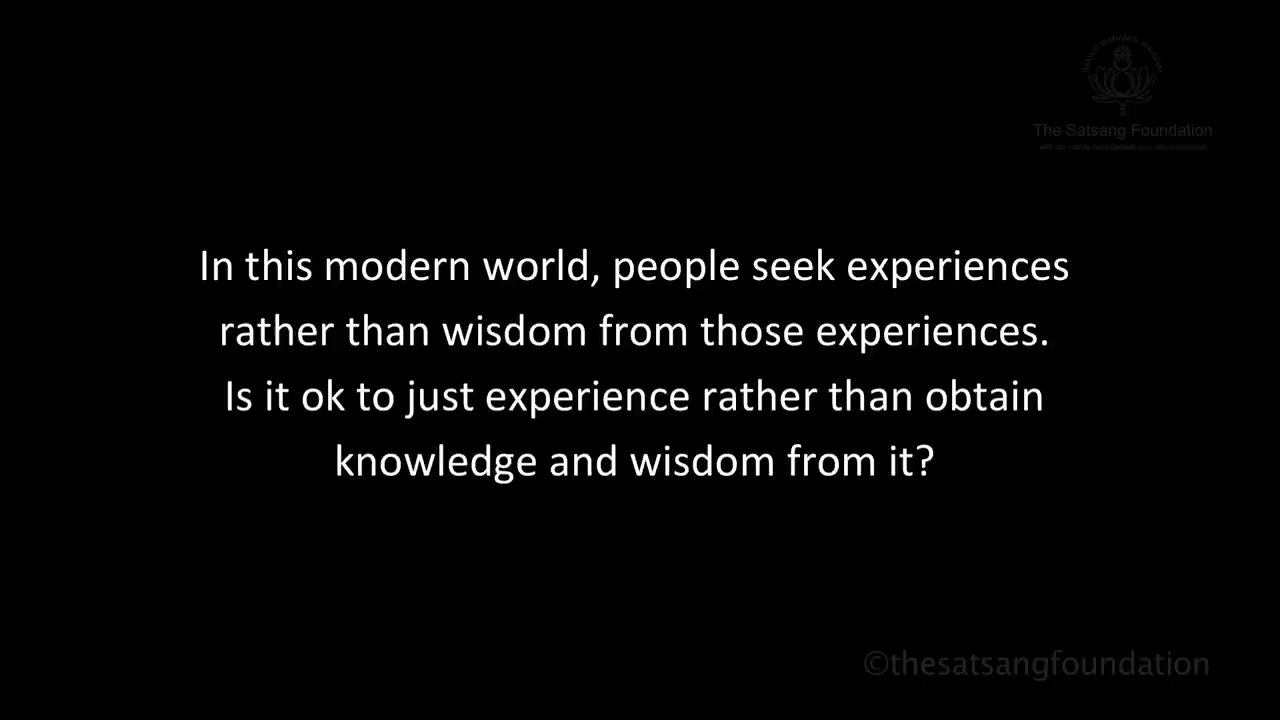 The Satsang Foundation
In this modern world, people seek experiences
rather than wisdom from those experiences.
Is it ok to just experience rather than obtain
knowledge and wisdom from it?
©thesatsangfoundation